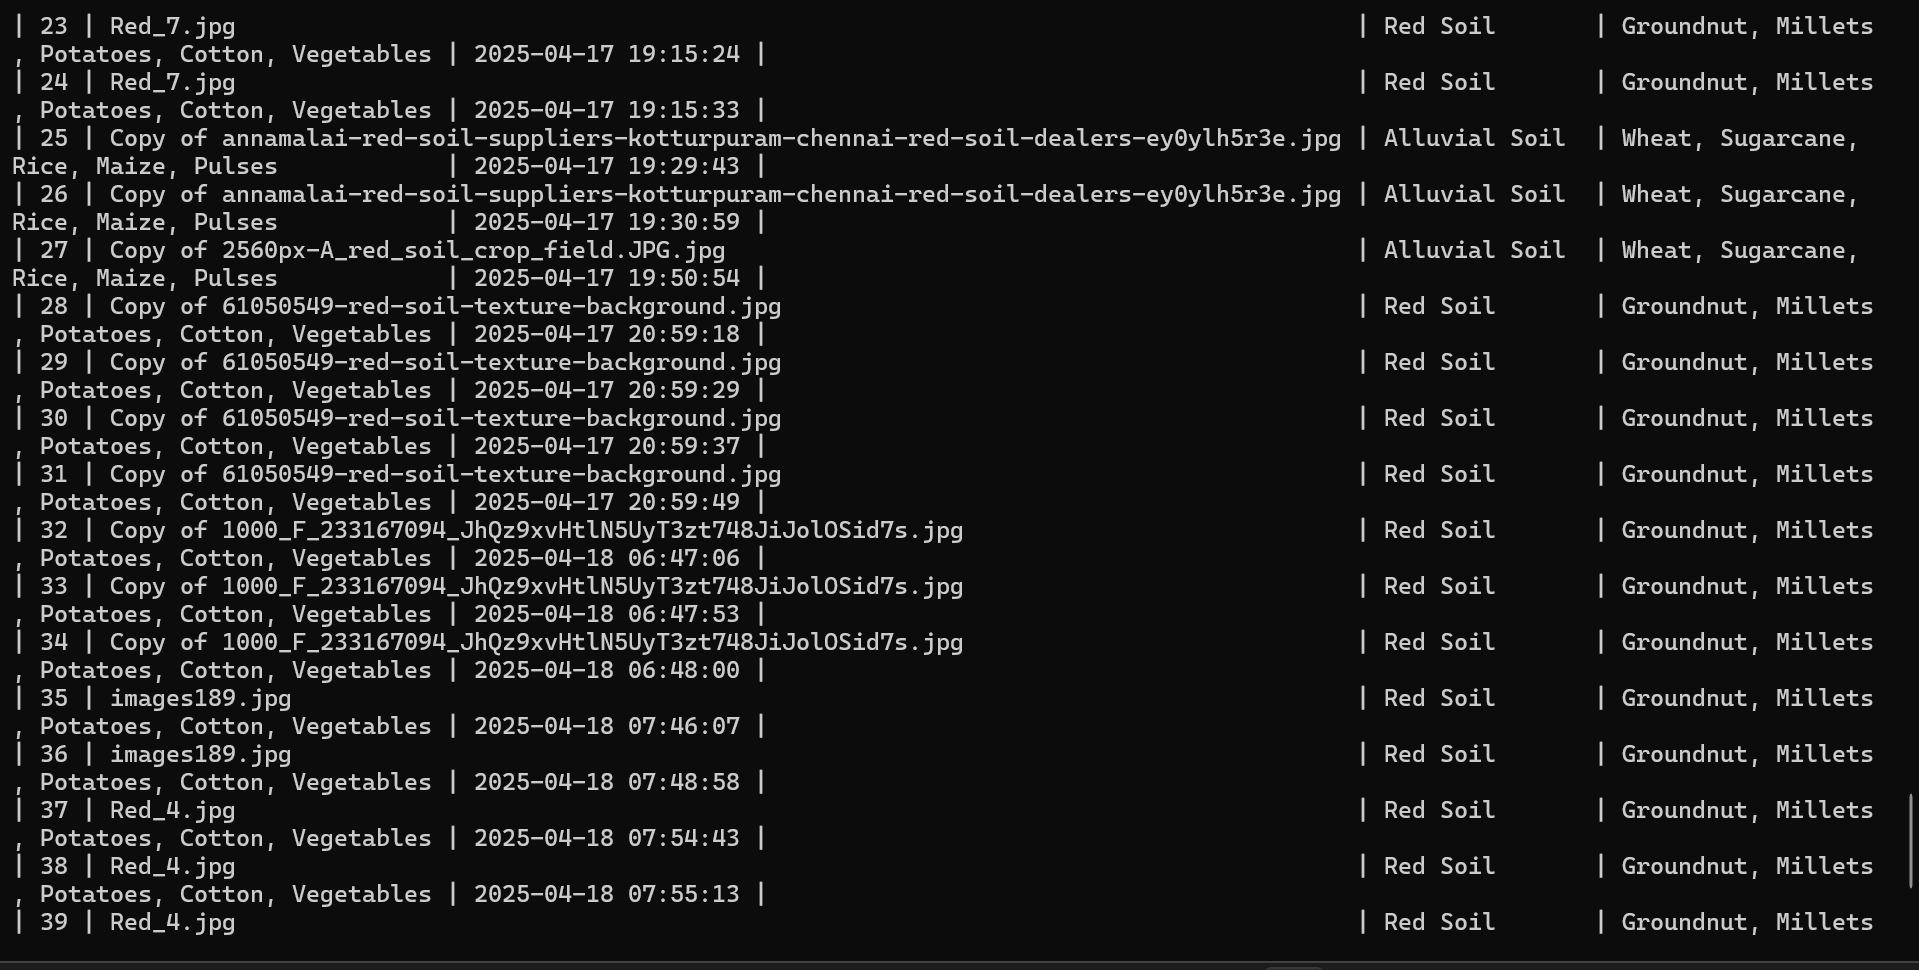 | 23 | Red_7.jpg | Red Soil | Groundnut, Millets
, Potatoes, Cotton, Vegetables | 2025-04-17 19:15:24 |
| 24 | Red_7.jpg | Red Soil | Groundnut, Millets
, Potatoes, Cotton, Vegetables | 2025-04-17 19:15:33 |
| 25 | Copy of annamalai-red-soil-suppliers-kotturpuram-chennai-red-soil-dealers-ey0ylh5r3e.jpg | Alluvial Soil | Wheat, Sugarcane,
Rice, Maize, Pulses | 2025-04-17 19:29:43 |
| 26 | Copy of annamalai-red-soil-suppliers-kotturpuram-chennai-red-soil-dealers-ey0ylh5r3e.jpg | Alluvial Soil | Wheat, Sugarcane,
Rice, Maize, Pulses | 2025-04-17 19:30:59 |
| 27 | Copy of 2560px-A_red_soil_crop_field.JPG.jpg | Alluvial Soil | Wheat, Sugarcane,
Rice, Maize, Pulses | 2025-04-17 19:50:54 |
| 28 | Copy of 61050549-red-soil-texture-background.jpg | Red Soil | Groundnut, Millets
, Potatoes, Cotton, Vegetables | 2025-04-17 20:59:18 |
| 29 | Copy of 61050549-red-soil-texture-background.jpg | Red Soil | Groundnut, Millets
, Potatoes, Cotton, Vegetables | 2025-04-17 20:59:29 |
| 30 | Copy of 61050549-red-soil-texture-background.jpg | Red Soil | Groundnut, Millets
, Potatoes, Cotton, Vegetables | 2025-04-17 20:59:37 |
| 31 | Copy of 61050549-red-soil-texture-background.jpg | Red Soil | Groundnut, Millets
, Potatoes, Cotton, Vegetables | 2025-04-17 20:59:49 |
| 32 | Copy of 1000_F_233167094_JhQz9xvHtlN5UyT3zt748JiJolOSid7s.jpg | Red Soil | Groundnut, Millets
, Potatoes, Cotton, Vegetables | 2025-04-18 06:47:06 |
| 33 | Copy of 1000_F_233167094_JhQz9xvHtlN5UyT3zt748JiJolOSid7s.jpg | Red Soil | Groundnut, Millets
, Potatoes, Cotton, Vegetables | 2025-04-18 06:47:53 |
| 34 | Copy of 1000_F_233167094_JhQz9xvHtlN5UyT3zt748JiJolOSid7s.jpg | Red Soil | Groundnut, Millets
, Potatoes, Cotton, Vegetables | 2025-04-18 06:48:00 |
| 35 | images189.jpg | Red Soil | Groundnut, Millets
, Potatoes, Cotton, Vegetables | 2025-04-18 07:46:07 |
| 36 | images189.jpg | Red Soil | Groundnut, Millets
, Potatoes, Cotton, Vegetables | 2025-04-18 07:48:58 |
| 37 | Red_4.jpg | Red Soil | Groundnut, Millets
, Potatoes, Cotton, Vegetables | 2025-04-18 07:54:43 |
| 38 | Red_4.jpg | Red Soil | Groundnut, Millets
, Potatoes, Cotton, Vegetables | 2025-04-18 07:55:13 |
| 39 | Red_4.jpg | Red Soil | Groundnut, Millets